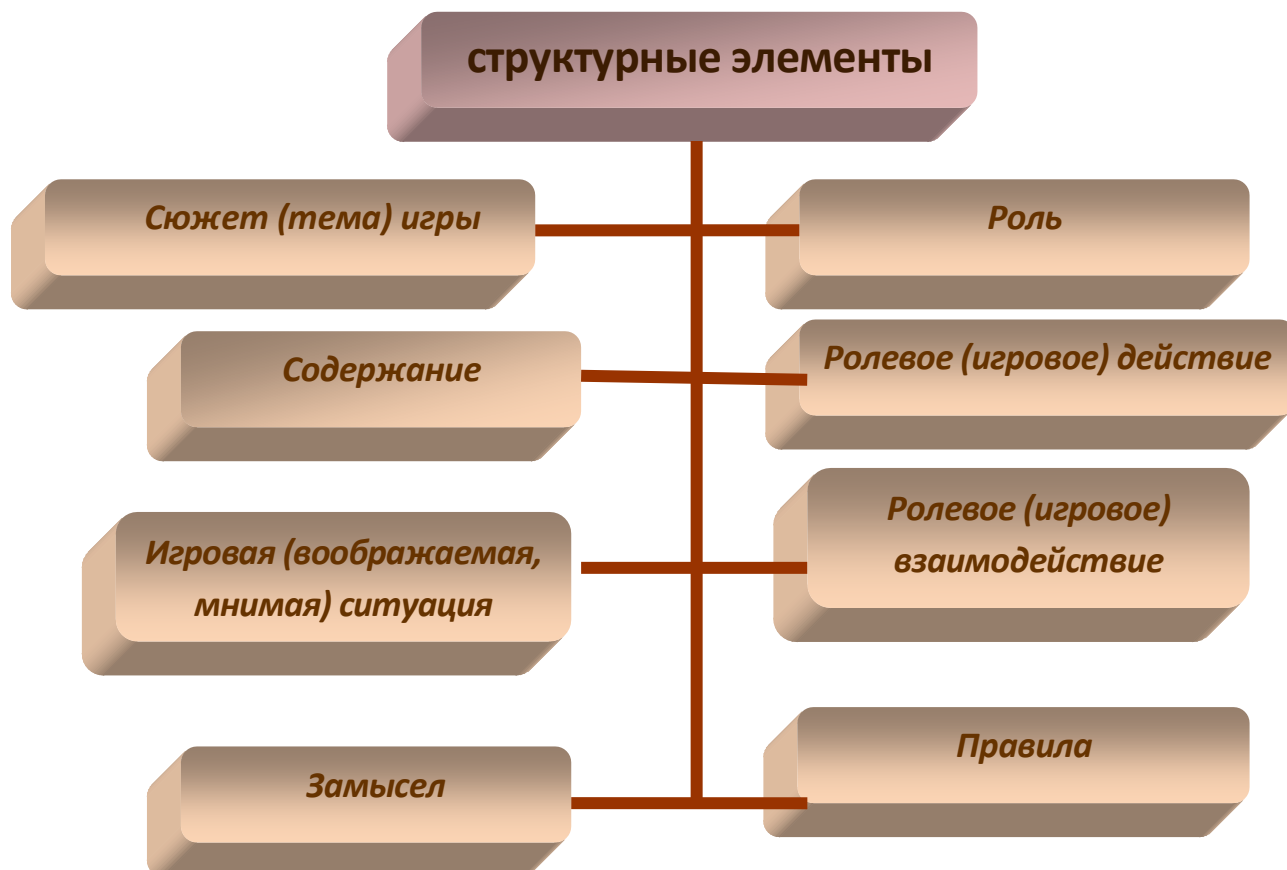 структурные элементы
Сюжет (тема) игры
Роль
Содержание
Ролевое (игровое) действие
Игровая (воображаемая,
мнимая) ситуация
Ролевое (игровое)
взаимодействие
Замысел
Правила